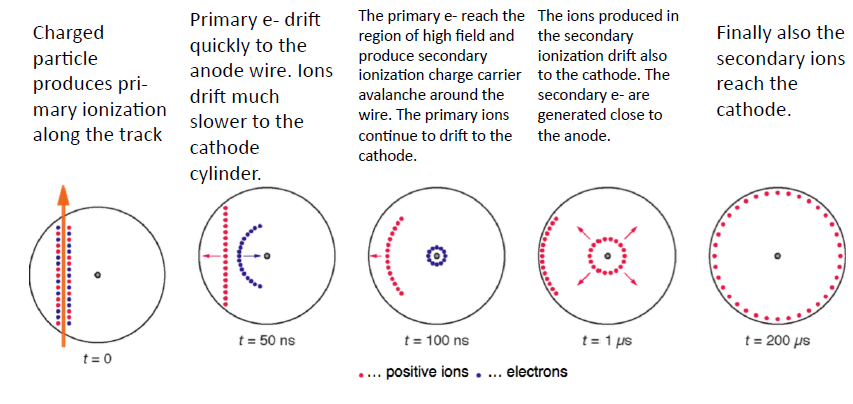 Charged
particle
produces pri-
mary ionization
along the track
Primary e- drift
quickly to the
anode wire. Ions
drift much
slower to the
cathode
cylinder.
The primary e- reach the
region of high field and
produce secondary
ionization charge carrier
avalanche around the
wire. The primary ions
continue to drift to the
cathode.
The ions produced in
the secondary
ionization drift also
to the cathode. The
secondary e- are
generated close to
the anode.
Finally also the
secondary ions
reach the
cathode.
t = 0
t = 50 ns
t = 100 ns
t = 1 μs
t = 200 μs
• ... positive ions • ... electrons